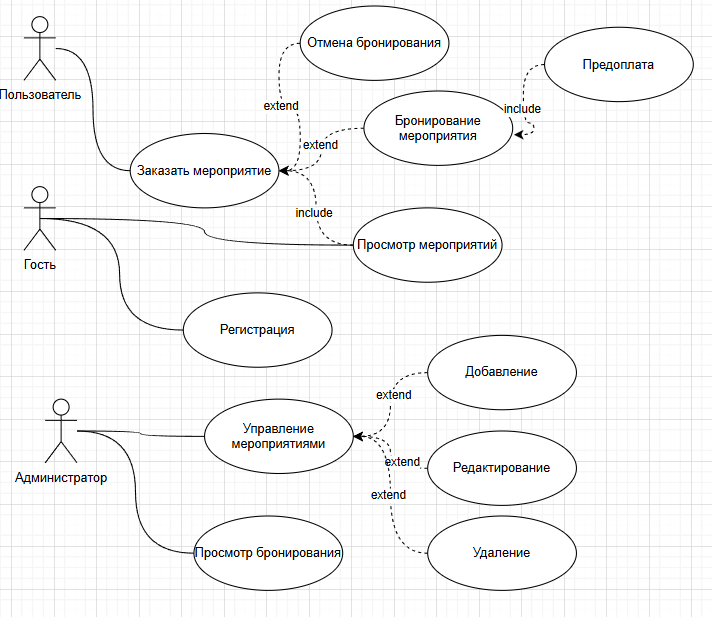 Отмена бронирования
Предоплата
Пользователь
extend
include
Бронирование
мероприятия
extend
Заказать мероприятие
include
Просмотр мероприятий
Гость
Регистрация
Добавление
extend
Управление
мероприятиями
extend
Редактирование
Администратор
extend
Просмотр бронирования
Удаление